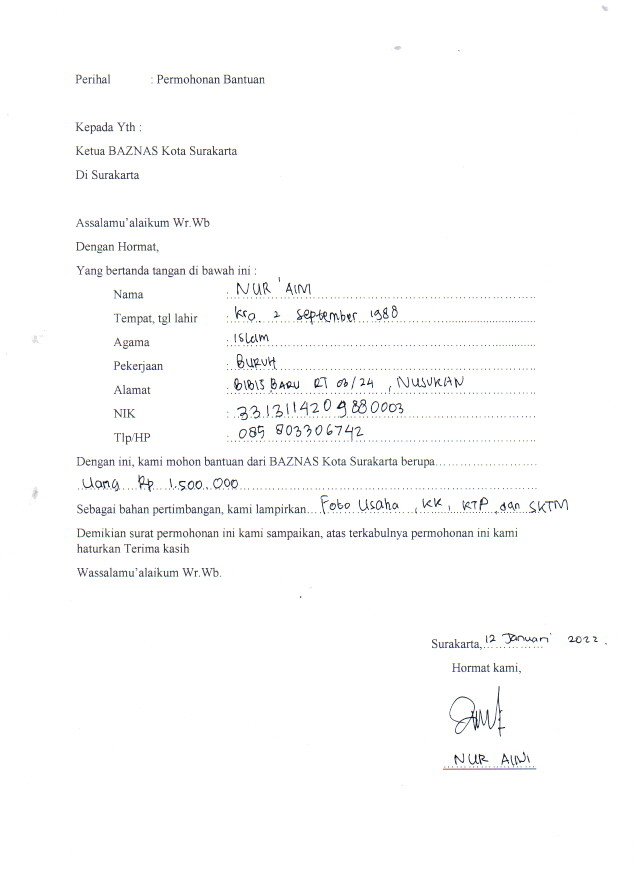 Perihal : Permohonan Bantuan
Kepada Yth :
Ketua BAZNAS Kota Surakarta
Di Surakarta
Assalamu'alaikum Wr.Wb
Dengan Hormat,
Yang bertanda tangan di bawah ini :
Nama : NUR 'AINI
Tempat, tgl lahir : Kra, 2 September 1988
Agama : Islam
Pekerjaan : BURUH
Alamat : BIBIS BARU RT 06/24, NUSUKAN
NIK : 3313114209880003
Tlp/HP : 085 803306742
Dengan ini, kami mohon bantuan dari BAZNAS Kota Surakarta berupa
Uang Rp 1.500.000
Sebagai bahan pertimbangan, kami lampirkan Foto Usaha, KK, KTP, dan SKTM
Demikian surat permohonan ini kami sampaikan, atas terkabulnya permohonan ini kami
haturkan Terima kasih
Wassalamu'alaikum Wr.Wb.
Surakarta, 12 Januari 2022.
Hormat kami,
NUR AINI